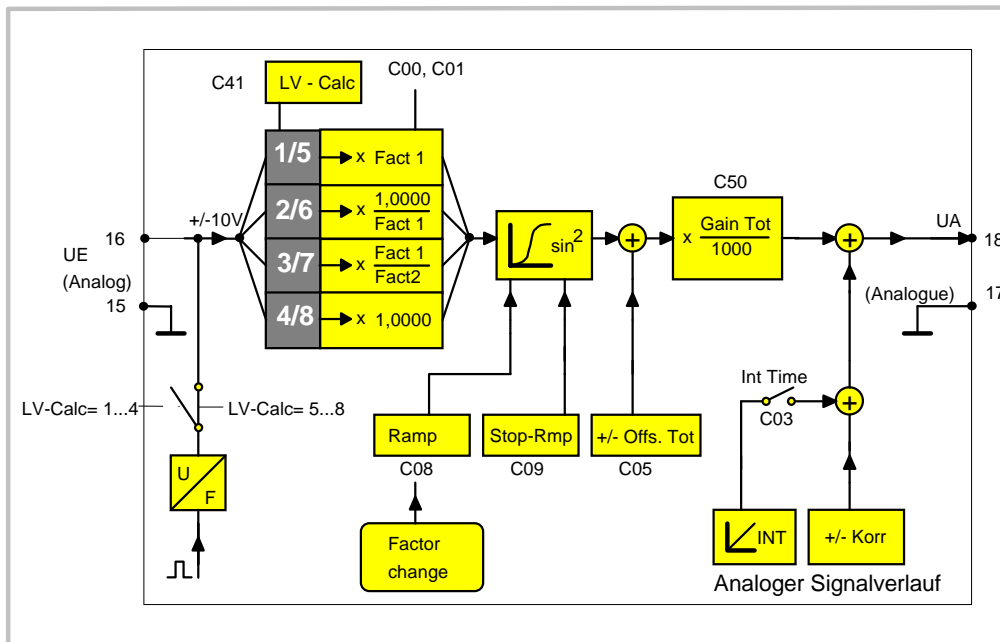 C41
LV - Calc
C00, C01
1/5
x Fact 1
2/6
x 1,0000
Fact 1
3/7
x Fact 1
Fact2
4/8
x 1,0000
+/-10V
16
UE
(Analog)
15
sin2
+
C50
x Gain Tot
1000
+
UA
18
(Analogue)
17
LV-Calc= 1...4
LV-Calc= 5...8
U
F
Ramp
C08
Stop-Rmp
C09
+/- Offs. Tot
C05
Int Time
C03
+
Factor
change
INT
+/- Korr
Analoger Signalverlauf